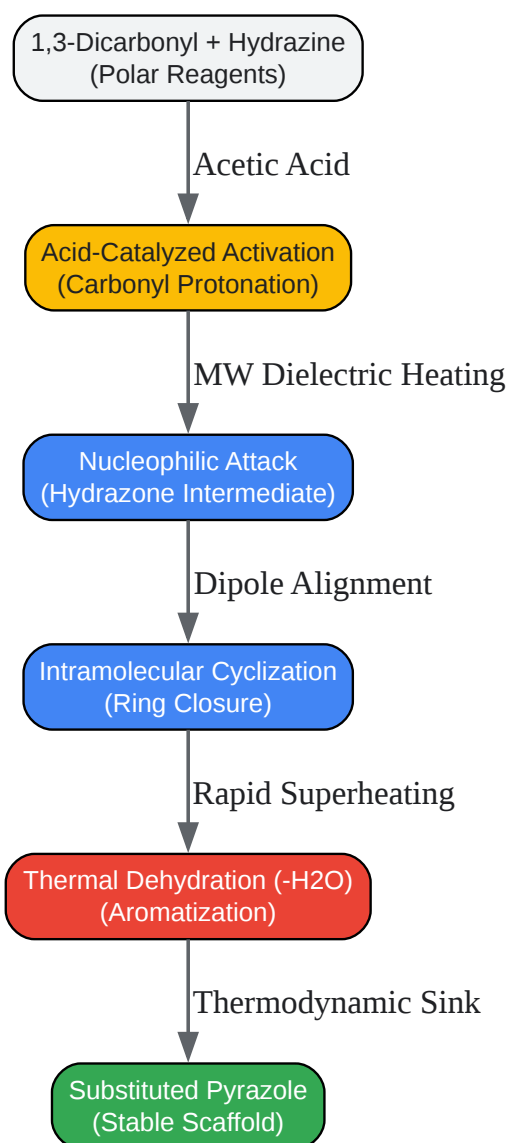 1,3-Dicarbonyl + Hydrazine
(Polar Reagents)
Acetic Acid
Acid-Catalyzed Activation
(Carbonyl Protonation)
MW Dielectric Heating
Nucleophilic Attack
(Hydrazone Intermediate)
Dipole Alignment
Intramolecular Cyclization
(Ring Closure)
Rapid Superheating
Thermal Dehydration (-H2O)
(Aromatization)
Thermodynamic Sink
Substituted Pyrazole
(Stable Scaffold)